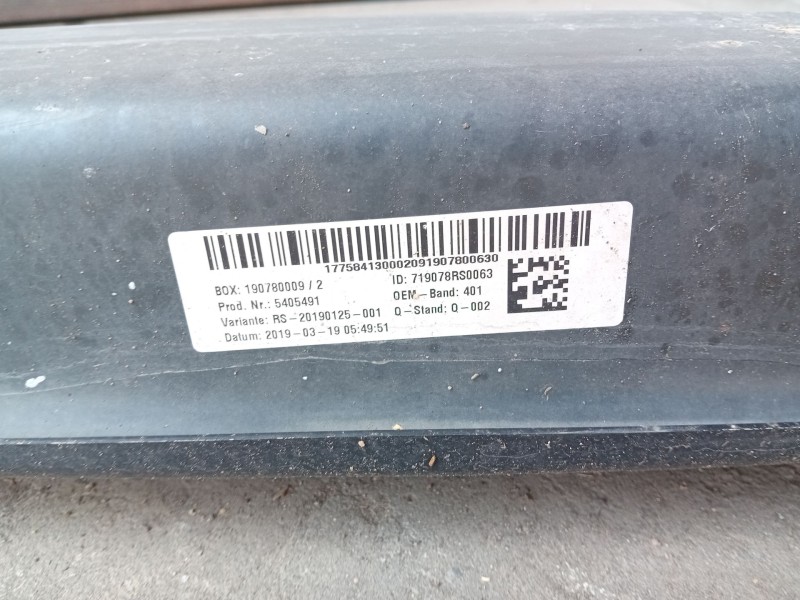 177584130002091907800630
BOX: 190780009 / 2 ID: 719078RS0063
Prod. Nr.: 5405491 OEM-Band: 401
Variante: RS-20190125-001 Q-Stand: Q-002
Datum: 2019-03-19 05:49:51